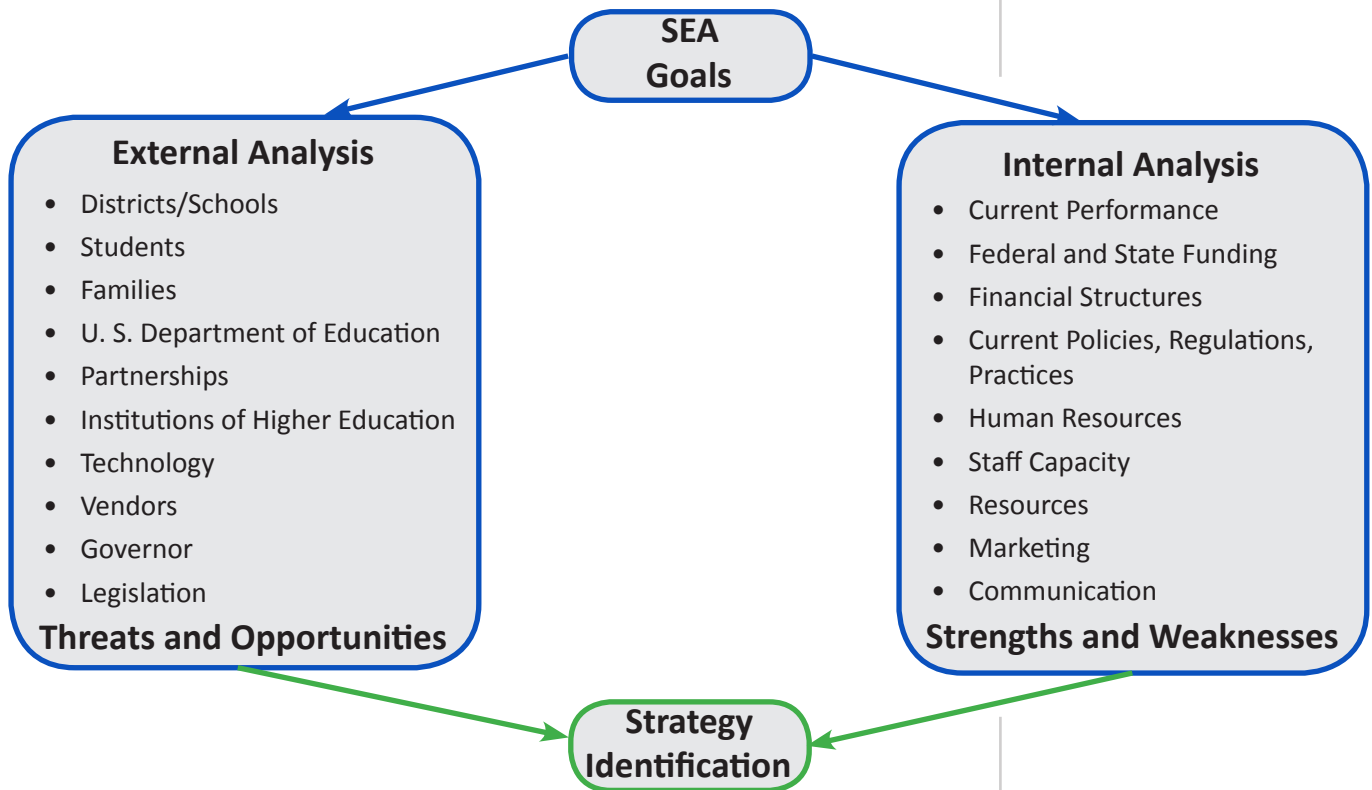 SEA
Goals
External Analysis
• Districts/Schools
• Students
• Families
• U. S. Department of Education
• Partnerships
• Institutions of Higher Education
• Technology
• Vendors
• Governor
• Legislation
Threats and Opportunities
Internal Analysis
• Current Performance
• Federal and State Funding
• Financial Structures
• Current Policies, Regulations,
Practices
• Human Resources
• Staff Capacity
• Resources
• Marketing
• Communication
Strengths and Weaknesses
Strategy
Identification